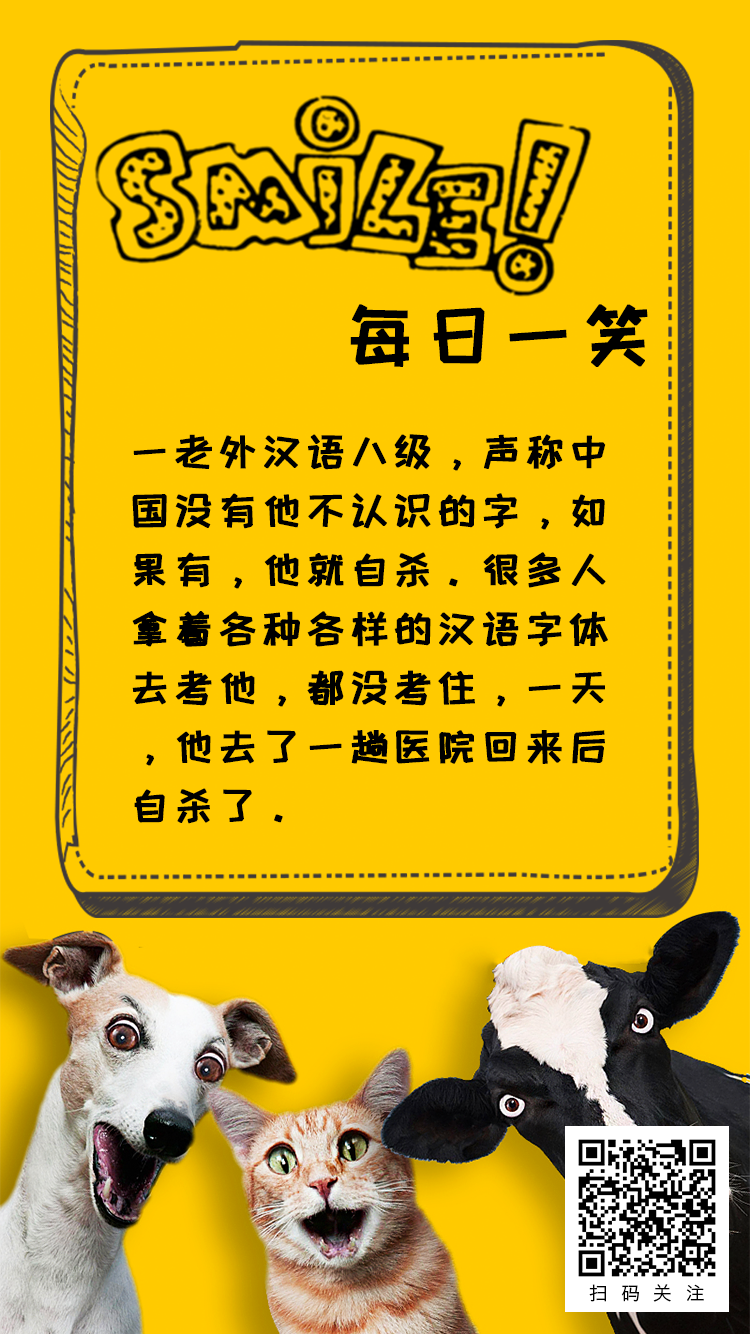 SMiLE!
每日一笑
一老外汉语八级，声称中
国没有他不认识的字，如
果有，他就自杀．很多人
拿着各种各样的汉语字体
去考他，都没考住，一天
，他去了一趟医院回来后
自杀了．
扫码关注